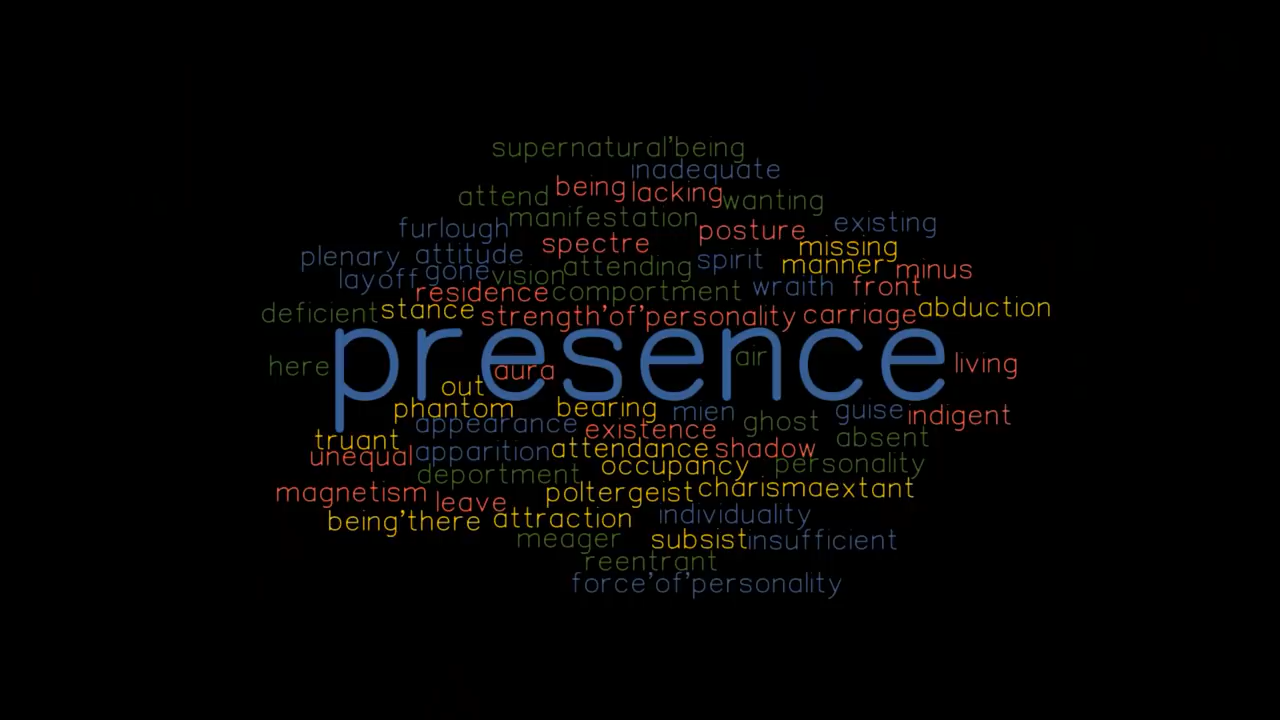 supernatural'being
inadequate
attend being lacking wanting
furlough manifestation posture existing
plenary attitude spectre spirit missing
layoff gone vision attending manner minus
residence comportment wraith front
deficient stance strength'of'personality carriage abduction
presence
here aura air living
out
phantom bearing mien ghost guise indigent
truant appearance existence absent
unequal apparition attendance shadow
deportment occupancy personality
magnetism leave poltergeist charisma extant
being'there attraction individuality
meager subsist insufficient
reentrant
force'of'personality